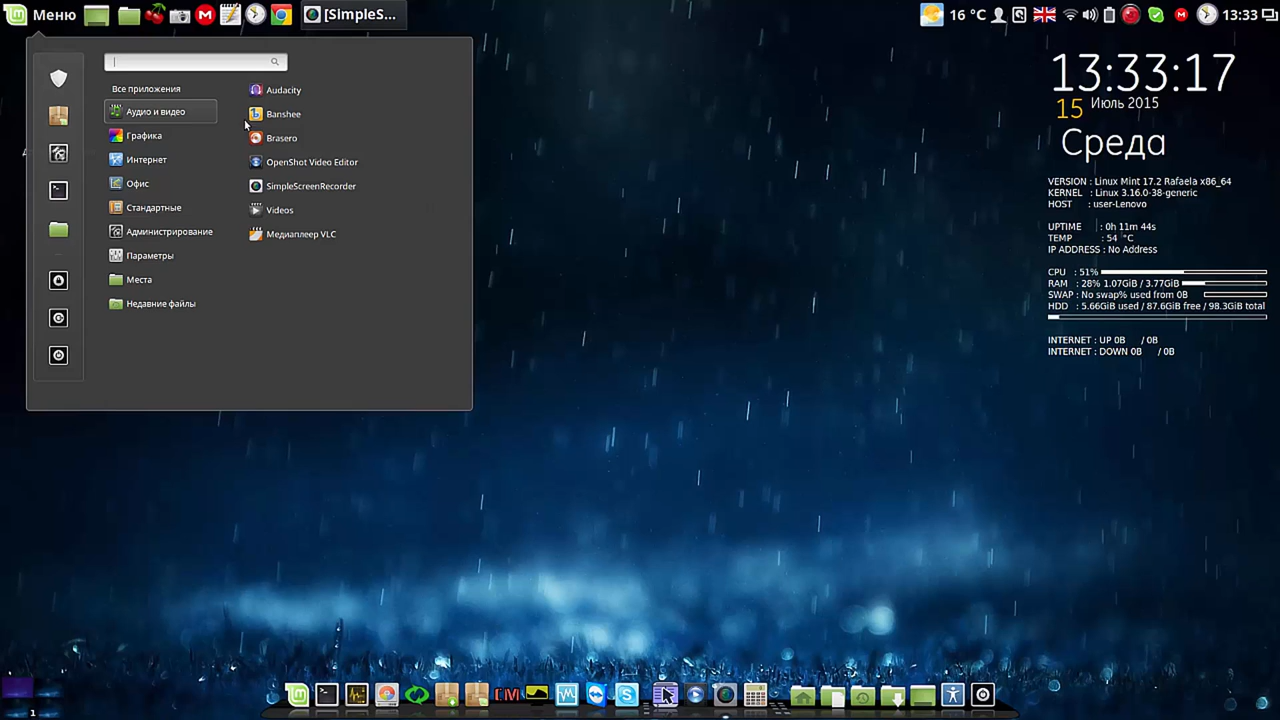 Меню
[SimpleS...
16 °C
13:33
Все приложения
Аудио и видео
Графика
Интернет
Офис
Стандартные
Администрирование
Параметры
Места
Недавние файлы
Audacity
Banshee
Brasero
OpenShot Video Editor
SimpleScreenRecorder
Videos
Медиаплеер VLC
13:33:17
15 Июль 2015
Среда
VERSION : Linux Mint 17.2 Rafaela x86_64
KERNEL : Linux 3.16.0-38-generic
HOST : user-Lenovo
UPTIME : 0h 11m 44s
TEMP : 54 °C
IP ADDRESS : No Address
CPU : 51%
RAM : 28% 1.07GiB / 3.77GiB
SWAP : No swap% used from 0B
HDD : 5.66GiB used / 87.6GiB free / 98.3GiB total
INTERNET : UP 0B / 0B
INTERNET : DOWN 0B / 0B
1